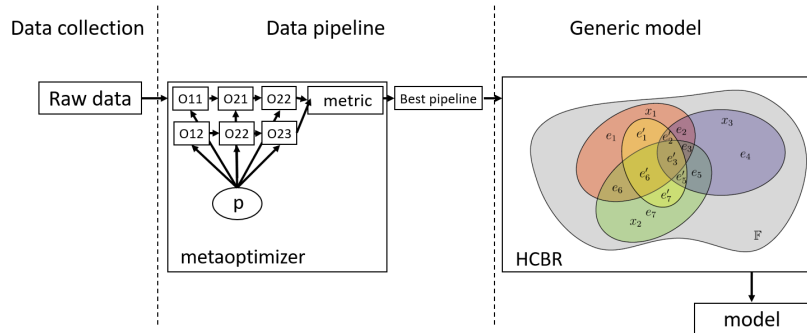 Data collection
Data pipeline
Generic model
Raw data
O11 O21 O22
metric
Best pipeline
O12 O22 O23
p
metaoptimizer
x₁
x₃
e₁
e′₁
e₂
e′₂
e₃
e′₃
e₄
e₅
e′₅
e₆
e′₆
e₇
e′₇
x₂
𝔽
HCBR
model